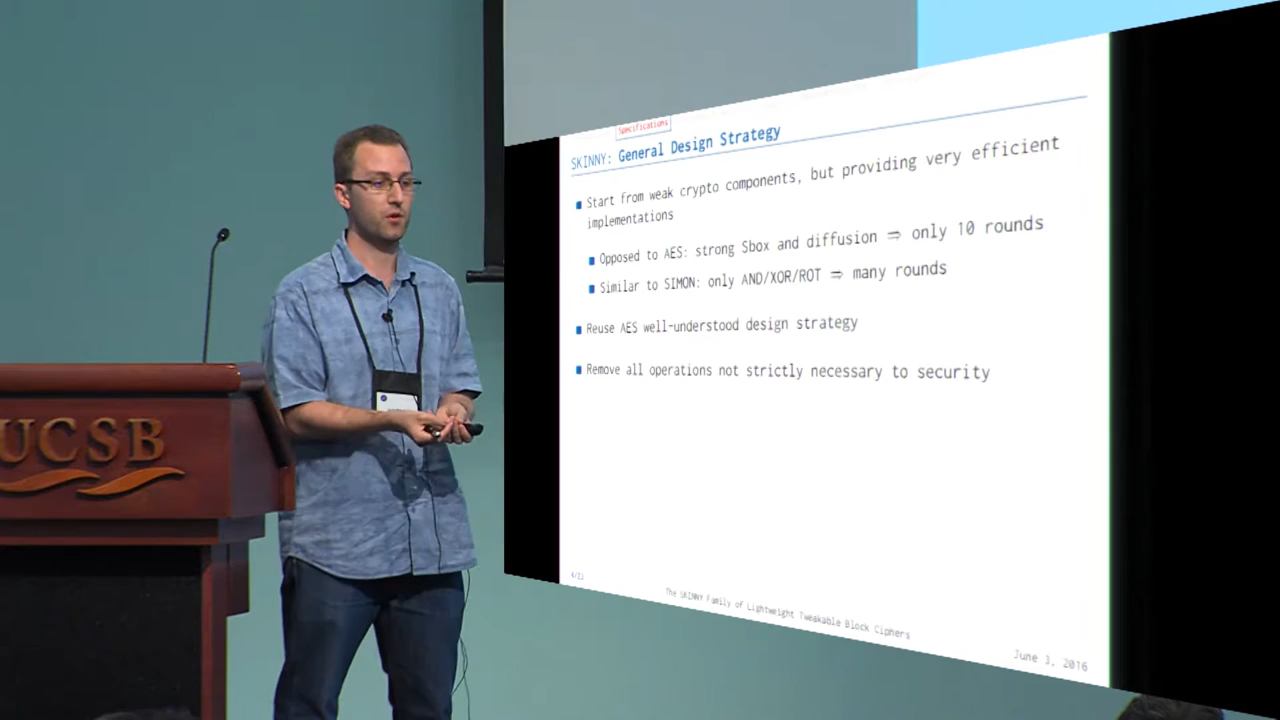 UCSB
Specifications
SKINNY: General Design Strategy
Start from weak crypto components, but providing very efficient
implementations
Opposed to AES: strong Sbox and diffusion ⇒ only 10 rounds
Similar to SIMON: only AND/XOR/ROT ⇒ many rounds
Reuse AES well-understood design strategy
Remove all operations not strictly necessary to security
The SKINNY Family of Lightweight Tweakable Block Ciphers
June 3, 2016